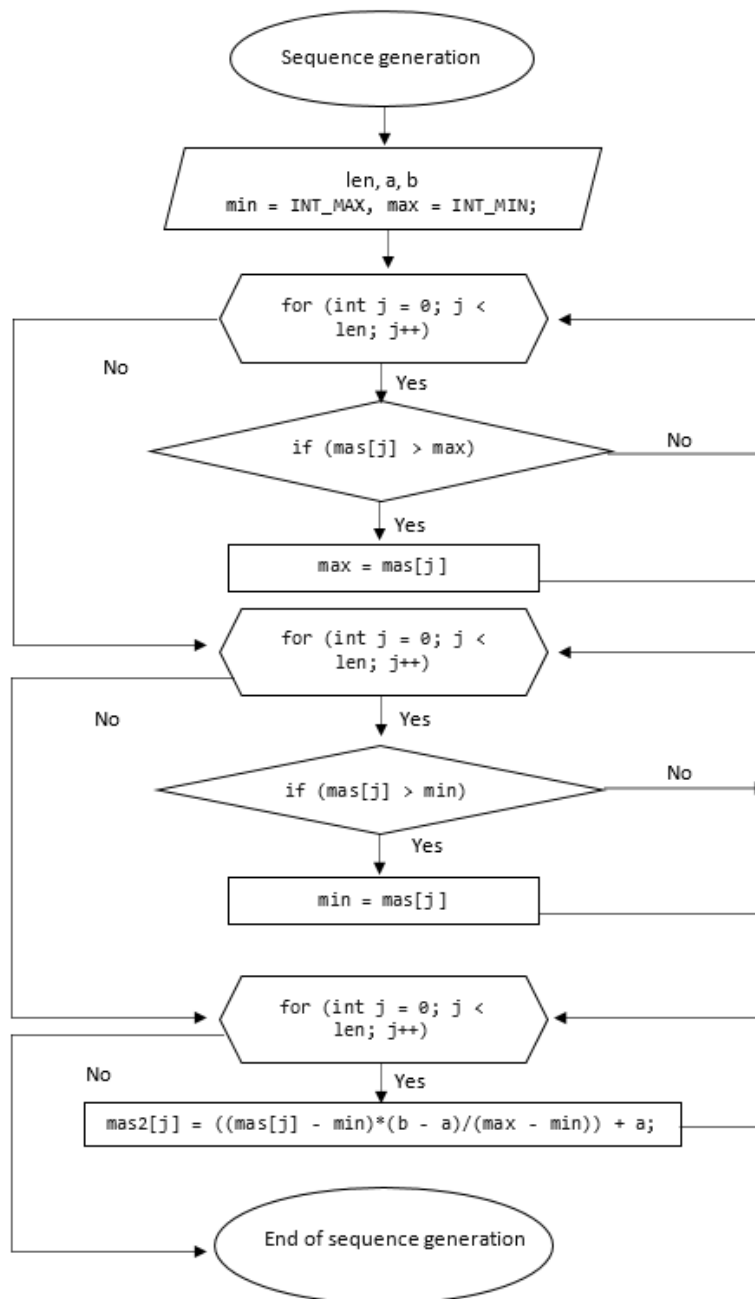 Sequence generation
len, a, b
min = INT_MAX, max = INT_MIN;
for (int j = 0; j <
len; j++)
No
Yes
if (mas[j] > max)
No
Yes
max = mas[j]
for (int j = 0; j <
len; j++)
No
Yes
if (mas[j] > min)
No
Yes
min = mas[j]
for (int j = 0; j <
len; j++)
No
Yes
mas2[j] = ((mas[j] - min)*(b - a)/(max - min)) + a;
End of sequence generation